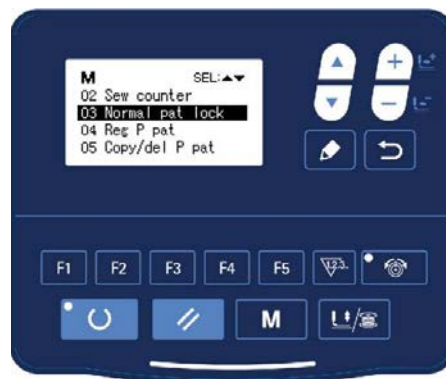 M SEL:▲▼
02 Sew counter
03 Normal pat lock
04 Reg P pat
05 Copy/del P pat
F1 F2 F3 F4 F5 123
M